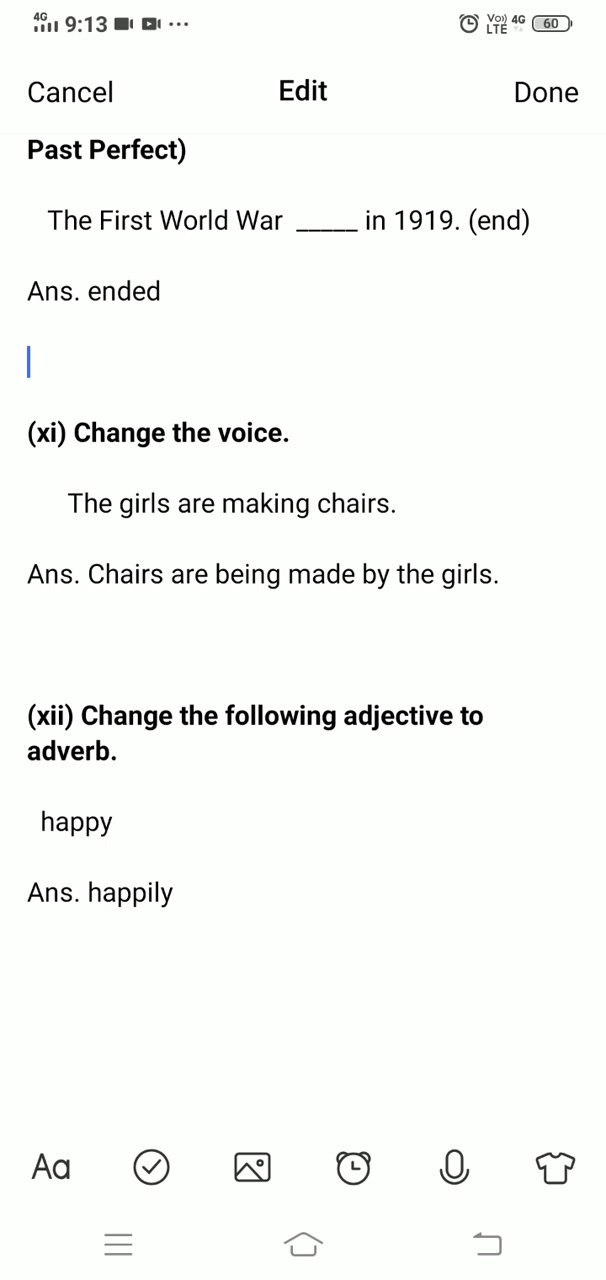 4G 9:13 ... Vo)) LTE 4G 60
Cancel Edit Done
Past Perfect)
The First World War _____ in 1919. (end)
Ans. ended
(xi) Change the voice.
The girls are making chairs.
Ans. Chairs are being made by the girls.
(xii) Change the following adjective to
adverb.
happy
Ans. happily
Aa